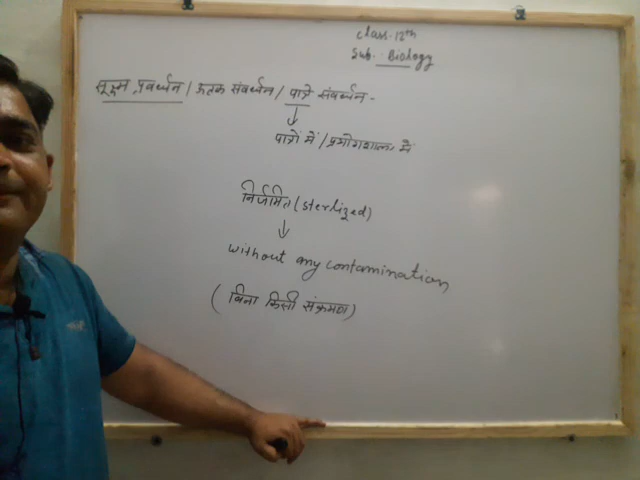 Class-12th
Sub. Biology
सूक्ष्म प्रवर्धन / ऊतक संवर्धन / पात्रे संवर्धन -
↓
पात्रों में / प्रयोगशाला में
निर्जमित (sterlized)
↓
without any contamination
(बिना किसी संक्रमण)